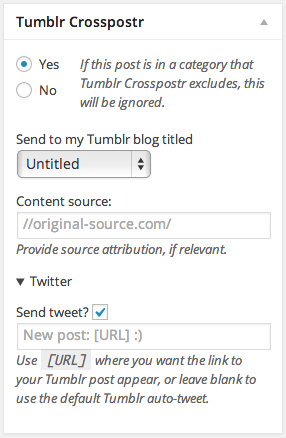 Tumblr Crosspostr
Yes
If this post is in a category that
Tumblr Crosspostr excludes, this
will be ignored.
No
Send to my Tumblr blog titled
Untitled
Content source:
//original-source.com/
Provide source attribution, if relevant.
Twitter
Send tweet?
New post: [URL] :)
Use [URL] where you want the link
to your Tumblr post appear, or leave
blank to use the default Tumblr auto-tweet.